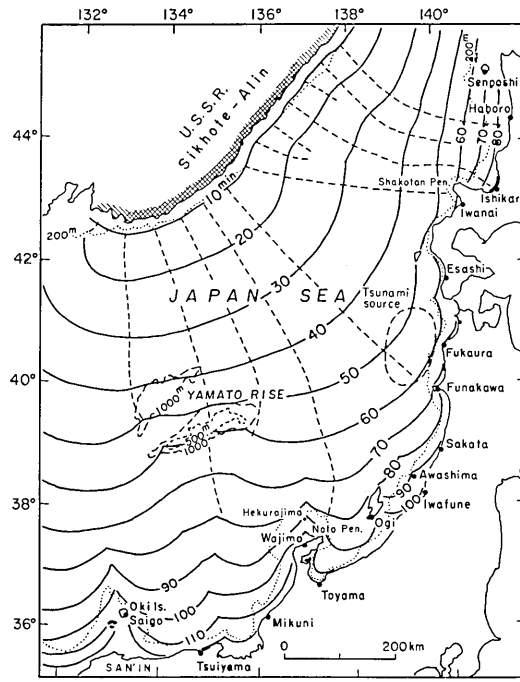 132° 134° 136° 138° 140°
200m
Senposhi
Haboro
U.S.S.R.
Sikhote-Alin
44°
60 70 80
Shakotan Pen.
Ishikari
Iwanai
10min.
200m
20
42°
30
Esashi
JAPAN SEA
Tsunami
source
40
Fukaura
50
40°
1000m
YAMATO RISE
Funakawa
500m
1000
60
70
Sakata
80
Awashima
90
Iwafune
100
38°
Hekurajima
Noto Pen.
Ogi
Wajima
90
Toyama
Oki Is.
Saigo
100
Mikuni
36°
110
0 200km
SAN'IN
Tsuiyama